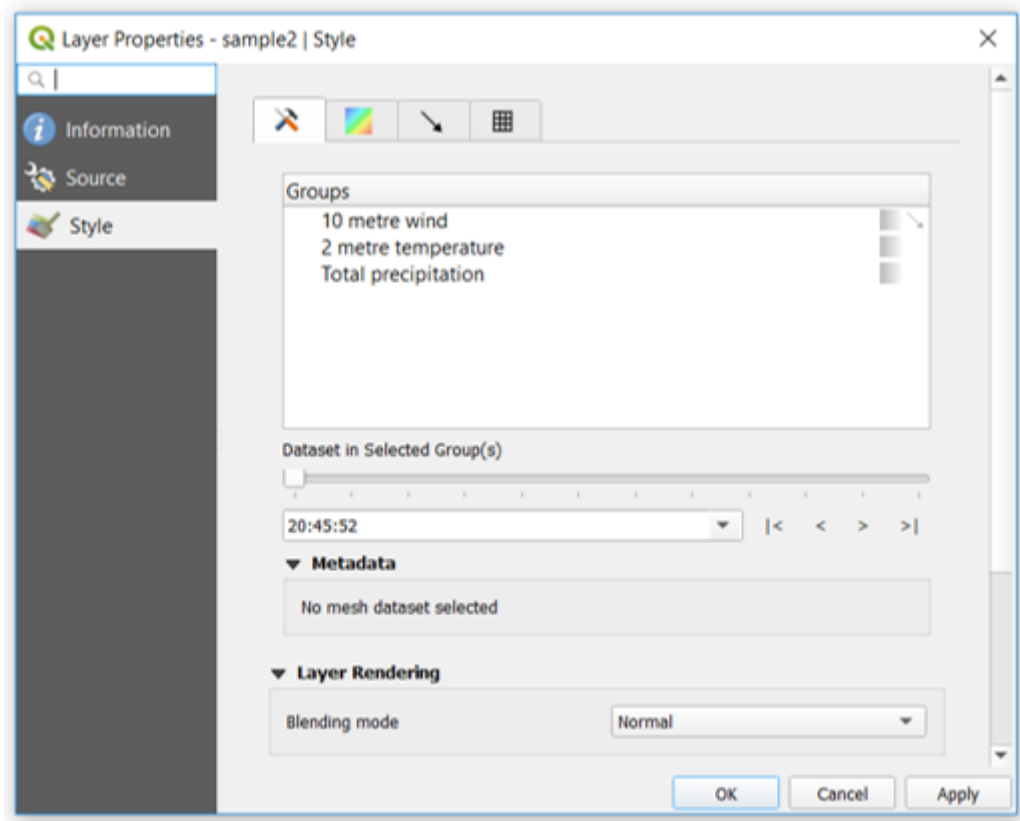 Layer Properties - sample2 | Style
Information
Source
Style
Groups
10 metre wind
2 metre temperature
Total precipitation
Dataset in Selected Group(s)
20:45:52 |< < > >|
Metadata
No mesh dataset selected
Layer Rendering
Blending mode Normal
OK Cancel Apply